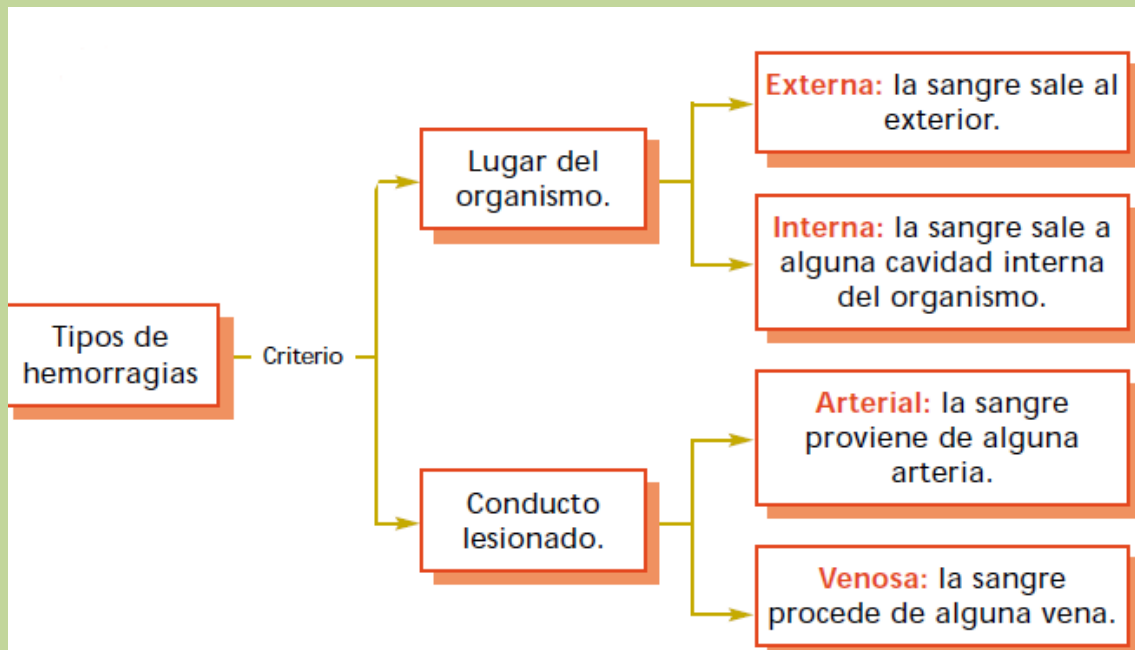 Tipos de
hemorragias
Criterio
Lugar del
organismo.
Externa: la sangre sale al
exterior.
Interna: la sangre sale a
alguna cavidad interna
del organismo.
Conducto
lesionado.
Arterial: la sangre
proviene de alguna
arteria.
Venosa: la sangre
procede de alguna vena.